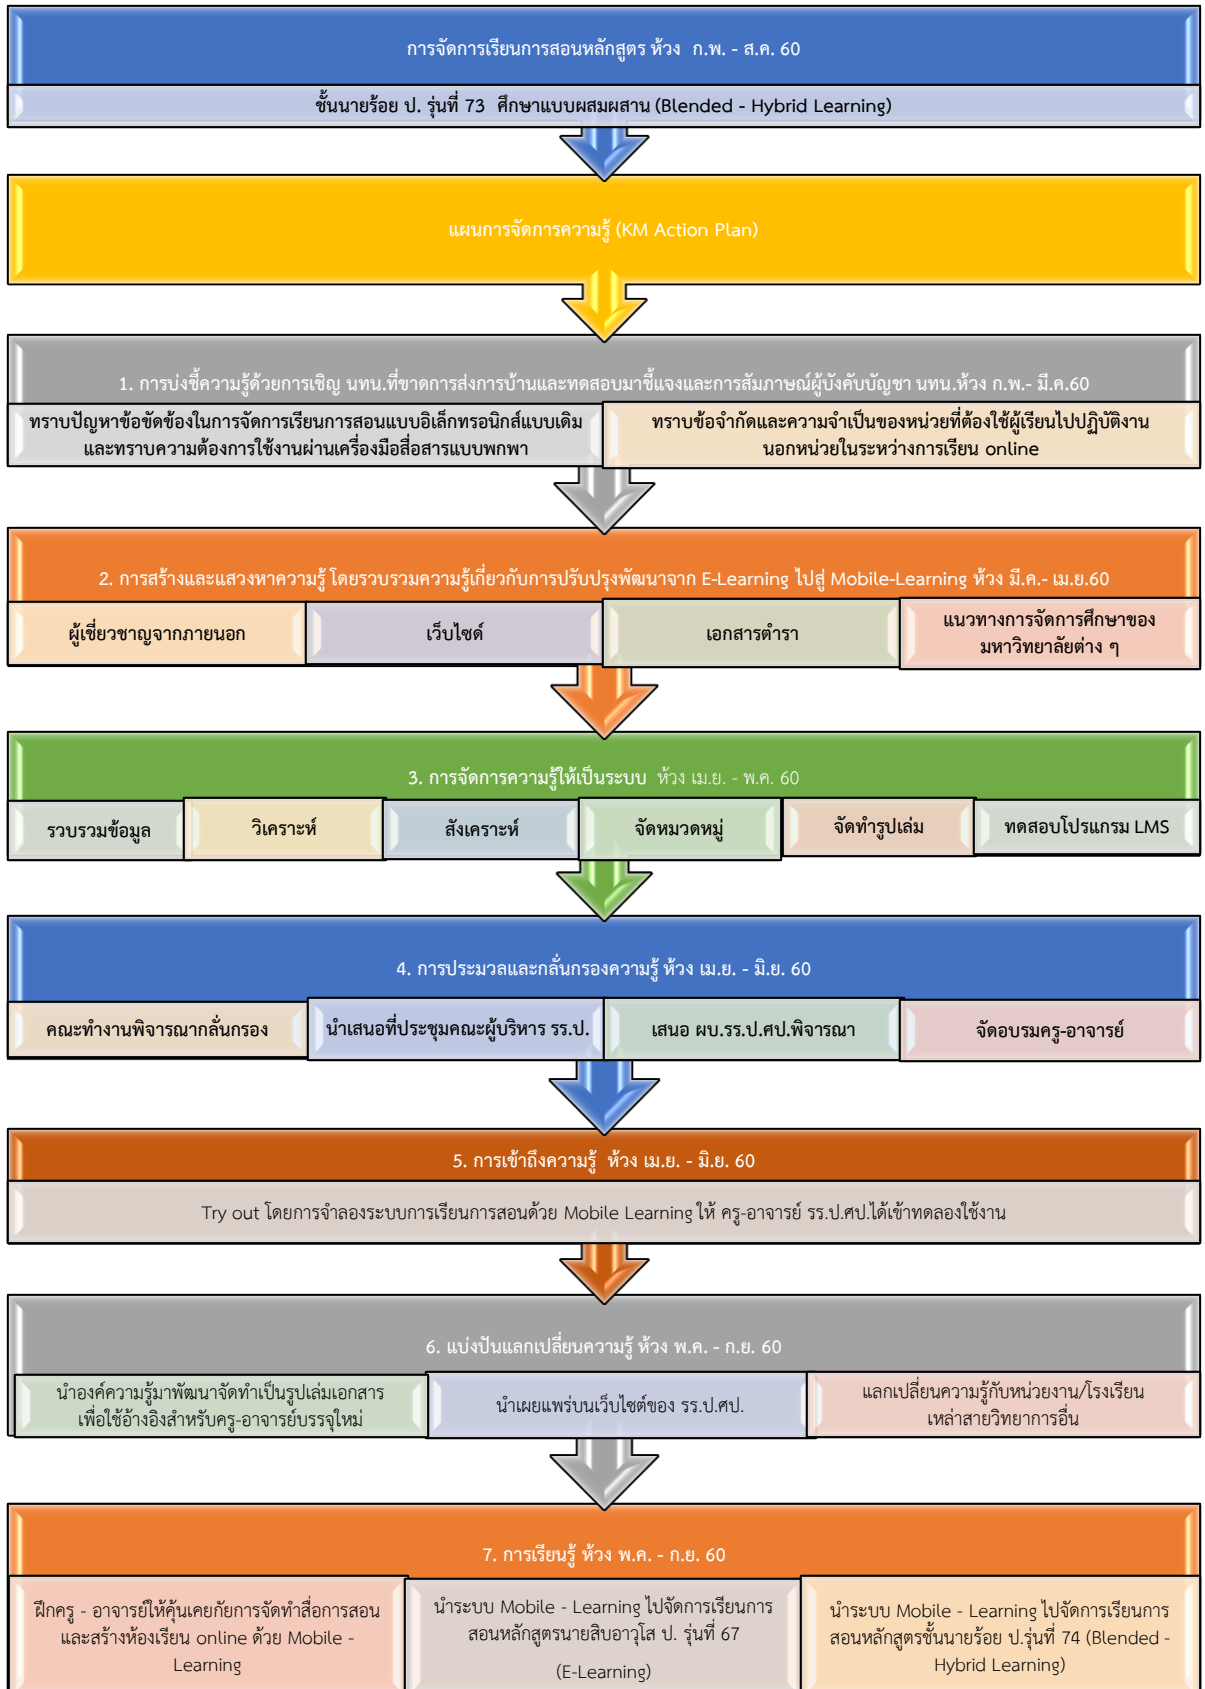 การจัดการเรียนการสอนหลักสูตร ห้วง ก.พ. - ส.ค. 60
ชั้นนายร้อย ป. รุ่นที่ 73 ศึกษาแบบผสมผสาน (Blended - Hybrid Learning)
แผนการจัดการความรู้ (KM Action Plan)
1. การบ่งชี้ความรู้ด้วยการเชิญ นทน.ที่ขาดการส่งการบ้านและทดสอบมาชี้แจงและการสัมภาษณ์ผู้บังคับบัญชา นทน.ห้วง ก.พ.- มี.ค.60
ทราบปัญหาข้อขัดข้องในการจัดการเรียนการสอนแบบอิเล็กทรอนิกส์แบบเดิม
และทราบความต้องการใช้งานผ่านเครื่องมือสื่อสารแบบพกพา
ทราบข้อจำกัดและความจำเป็นของหน่วยที่ต้องใช้ผู้เรียนไปปฏิบัติงาน
นอกหน่วยในระหว่างการเรียน online
2. การสร้างและแสวงหาความรู้ โดยรวบรวมความรู้เกี่ยวกับการปรับปรุงพัฒนาจาก E-Learning ไปสู่ Mobile-Learning ห้วง มี.ค.- เม.ย.60
ผู้เชี่ยวชาญจากภายนอก
เว็บไซด์
เอกสารตำรา
แนวทางการจัดการศึกษาของ
มหาวิทยาลัยต่าง ๆ
3. การจัดการความรู้ให้เป็นระบบ ห้วง เม.ย. - พ.ค. 60
รวบรวมข้อมูล
วิเคราะห์
สังเคราะห์
จัดหมวดหมู่
จัดทำรูปเล่ม
ทดสอบโปรแกรม LMS
4. การประมวลและกลั่นกรองความรู้ ห้วง เม.ย. - มิ.ย. 60
คณะทำงานพิจารณากลั่นกรอง
นำเสนอที่ประชุมคณะผู้บริหาร รร.ป.
เสนอ ผบ.รร.ป.ศป.พิจารณา
จัดอบรมครู-อาจารย์
5. การเข้าถึงความรู้ ห้วง เม.ย. - มิ.ย. 60
Try out โดยการจำลองระบบการเรียนการสอนด้วย Mobile Learning ให้ ครู-อาจารย์ รร.ป.ศป.ได้เข้าทดลองใช้งาน
6. แบ่งปันแลกเปลี่ยนความรู้ ห้วง พ.ค. - ก.ย. 60
นำองค์ความรู้มาพัฒนาจัดทำเป็นรูปเล่มเอกสาร
เพื่อใช้อ้างอิงสำหรับครู-อาจารย์บรรจุใหม่
นำเผยแพร่บนเว็บไซต์ของ รร.ป.ศป.
แลกเปลี่ยนความรู้กับหน่วยงาน/โรงเรียน
เหล่าสายวิทยาการอื่น
7. การเรียนรู้ ห้วง พ.ค. - ก.ย. 60
ฝึกครู - อาจารย์ให้คุ้นเคยกับการจัดทำสื่อการสอน
และสร้างห้องเรียน online ด้วย Mobile -
Learning
นำระบบ Mobile - Learning ไปจัดการเรียนการ
สอนหลักสูตรนายสิบอาวุโส ป. รุ่นที่ 67
(E-Learning)
นำระบบ Mobile - Learning ไปจัดการเรียนการ
สอนหลักสูตรชั้นนายร้อย ป.รุ่นที่ 74 (Blended -
Hybrid Learning)